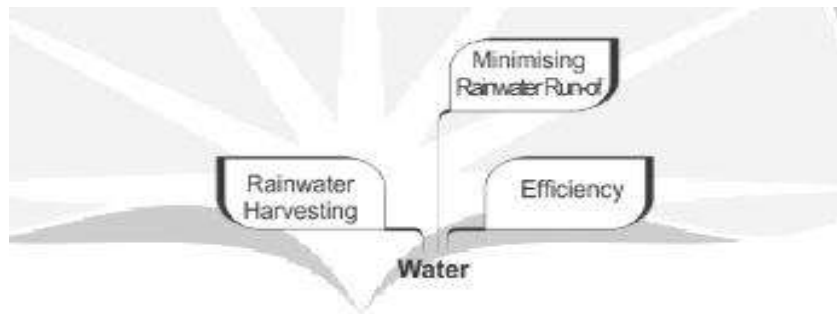 Minimising
Rainwater Run-of
Rainwater
Harvesting
Efficiency
Water